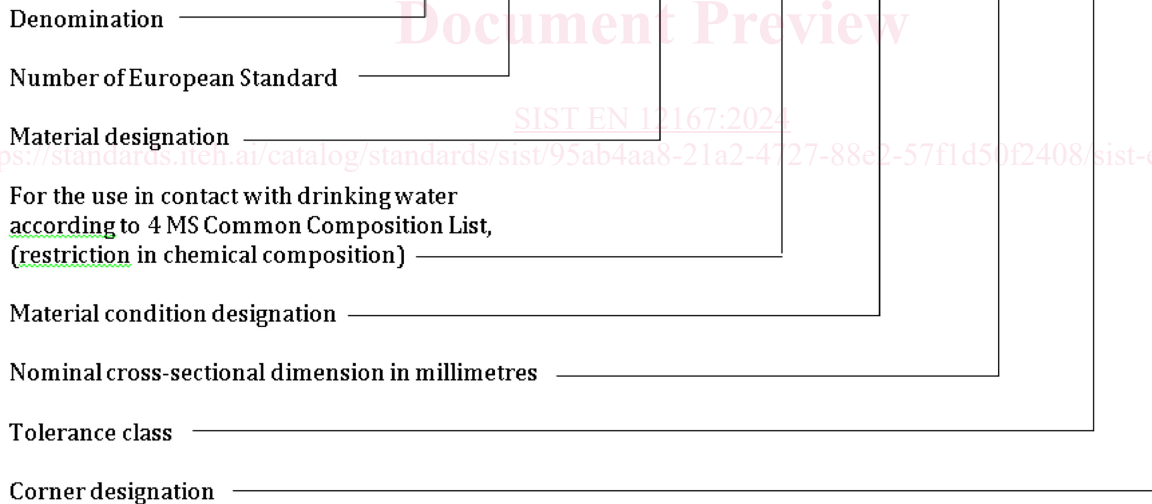 Denomination
Document Preview
Number of European Standard
SIST EN 12167:2024
Material designation
ps://standards.iteh.ai/catalog/standards/sist/95ab4aa8-21a2-4727-88e2-57f1d50f2408/sist-e
For the use in contact with drinking water
according to 4 MS Common Composition List,
(restriction in chemical composition)
Material condition designation
Nominal cross-sectional dimension in millimetres
Tolerance class
Corner designation